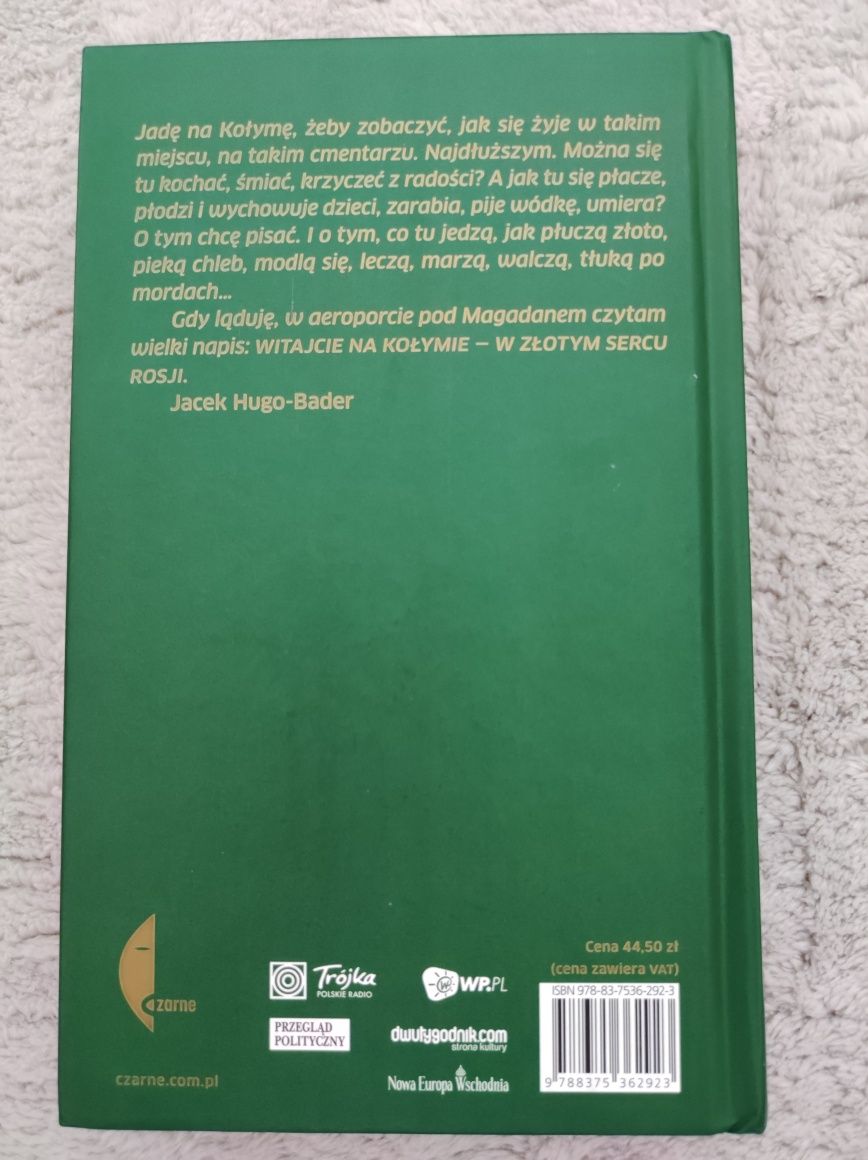 Jadę na Kołymę, żeby zobaczyć, jak się żyje w takim
miejscu, na takim cmentarzu. Najdłuższym. Można się
tu kochać, śmiać, krzyczeć z radości? A jak tu się płacze,
płodzi i wychowuje dzieci, zarabia, pije wódkę, umiera?
O tym chcę pisać. I o tym, co tu jedzą, jak płuczą złoto,
pieką chleb, modlą się, leczą, marzą, walczą, tłuką po
mordach...
Gdy ląduję, w aeroporcie pod Magadanem czytam
wielki napis: WITAJCIE NA KOŁYMIE – W ZŁOTYM SERCU
ROSJI.
Jacek Hugo-Bader
czarne
czarne.com.pl
Trójka
POLSKIE RADIO
PRZEGLĄD
POLITYCZNY
WP.PL
dwutygodnik.com
strona kultury
Nowa Europa Wschodnia
Cena 44,50 zł
(cena zawiera VAT)
ISBN 978-83-7536-292-3
9 788375 362923